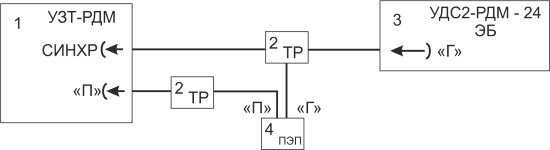 1 УЗТ-РДМ
СИНХР
«П»
2 ТР
2 ТР
3 УДС2-РДМ - 24
ЭБ
«Г»
«П» «Г»
4 ПЭП